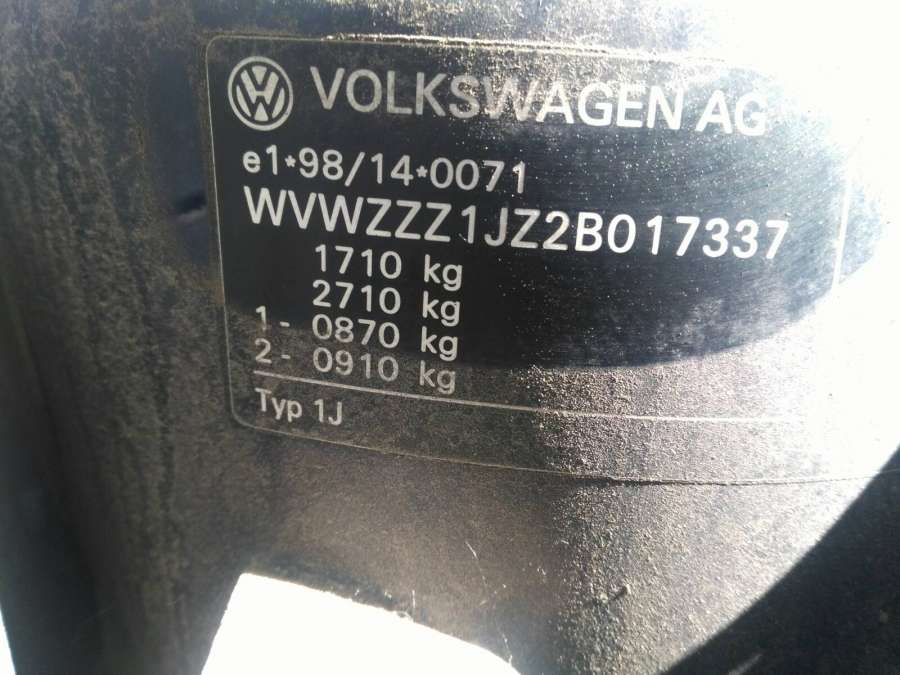 VOLKSWAGEN AG
e1*98/14*0071
WVWZZZ1JZ2B017337
1710 kg
2710 kg
1- 0870 kg
2- 0910 kg
Typ 1J